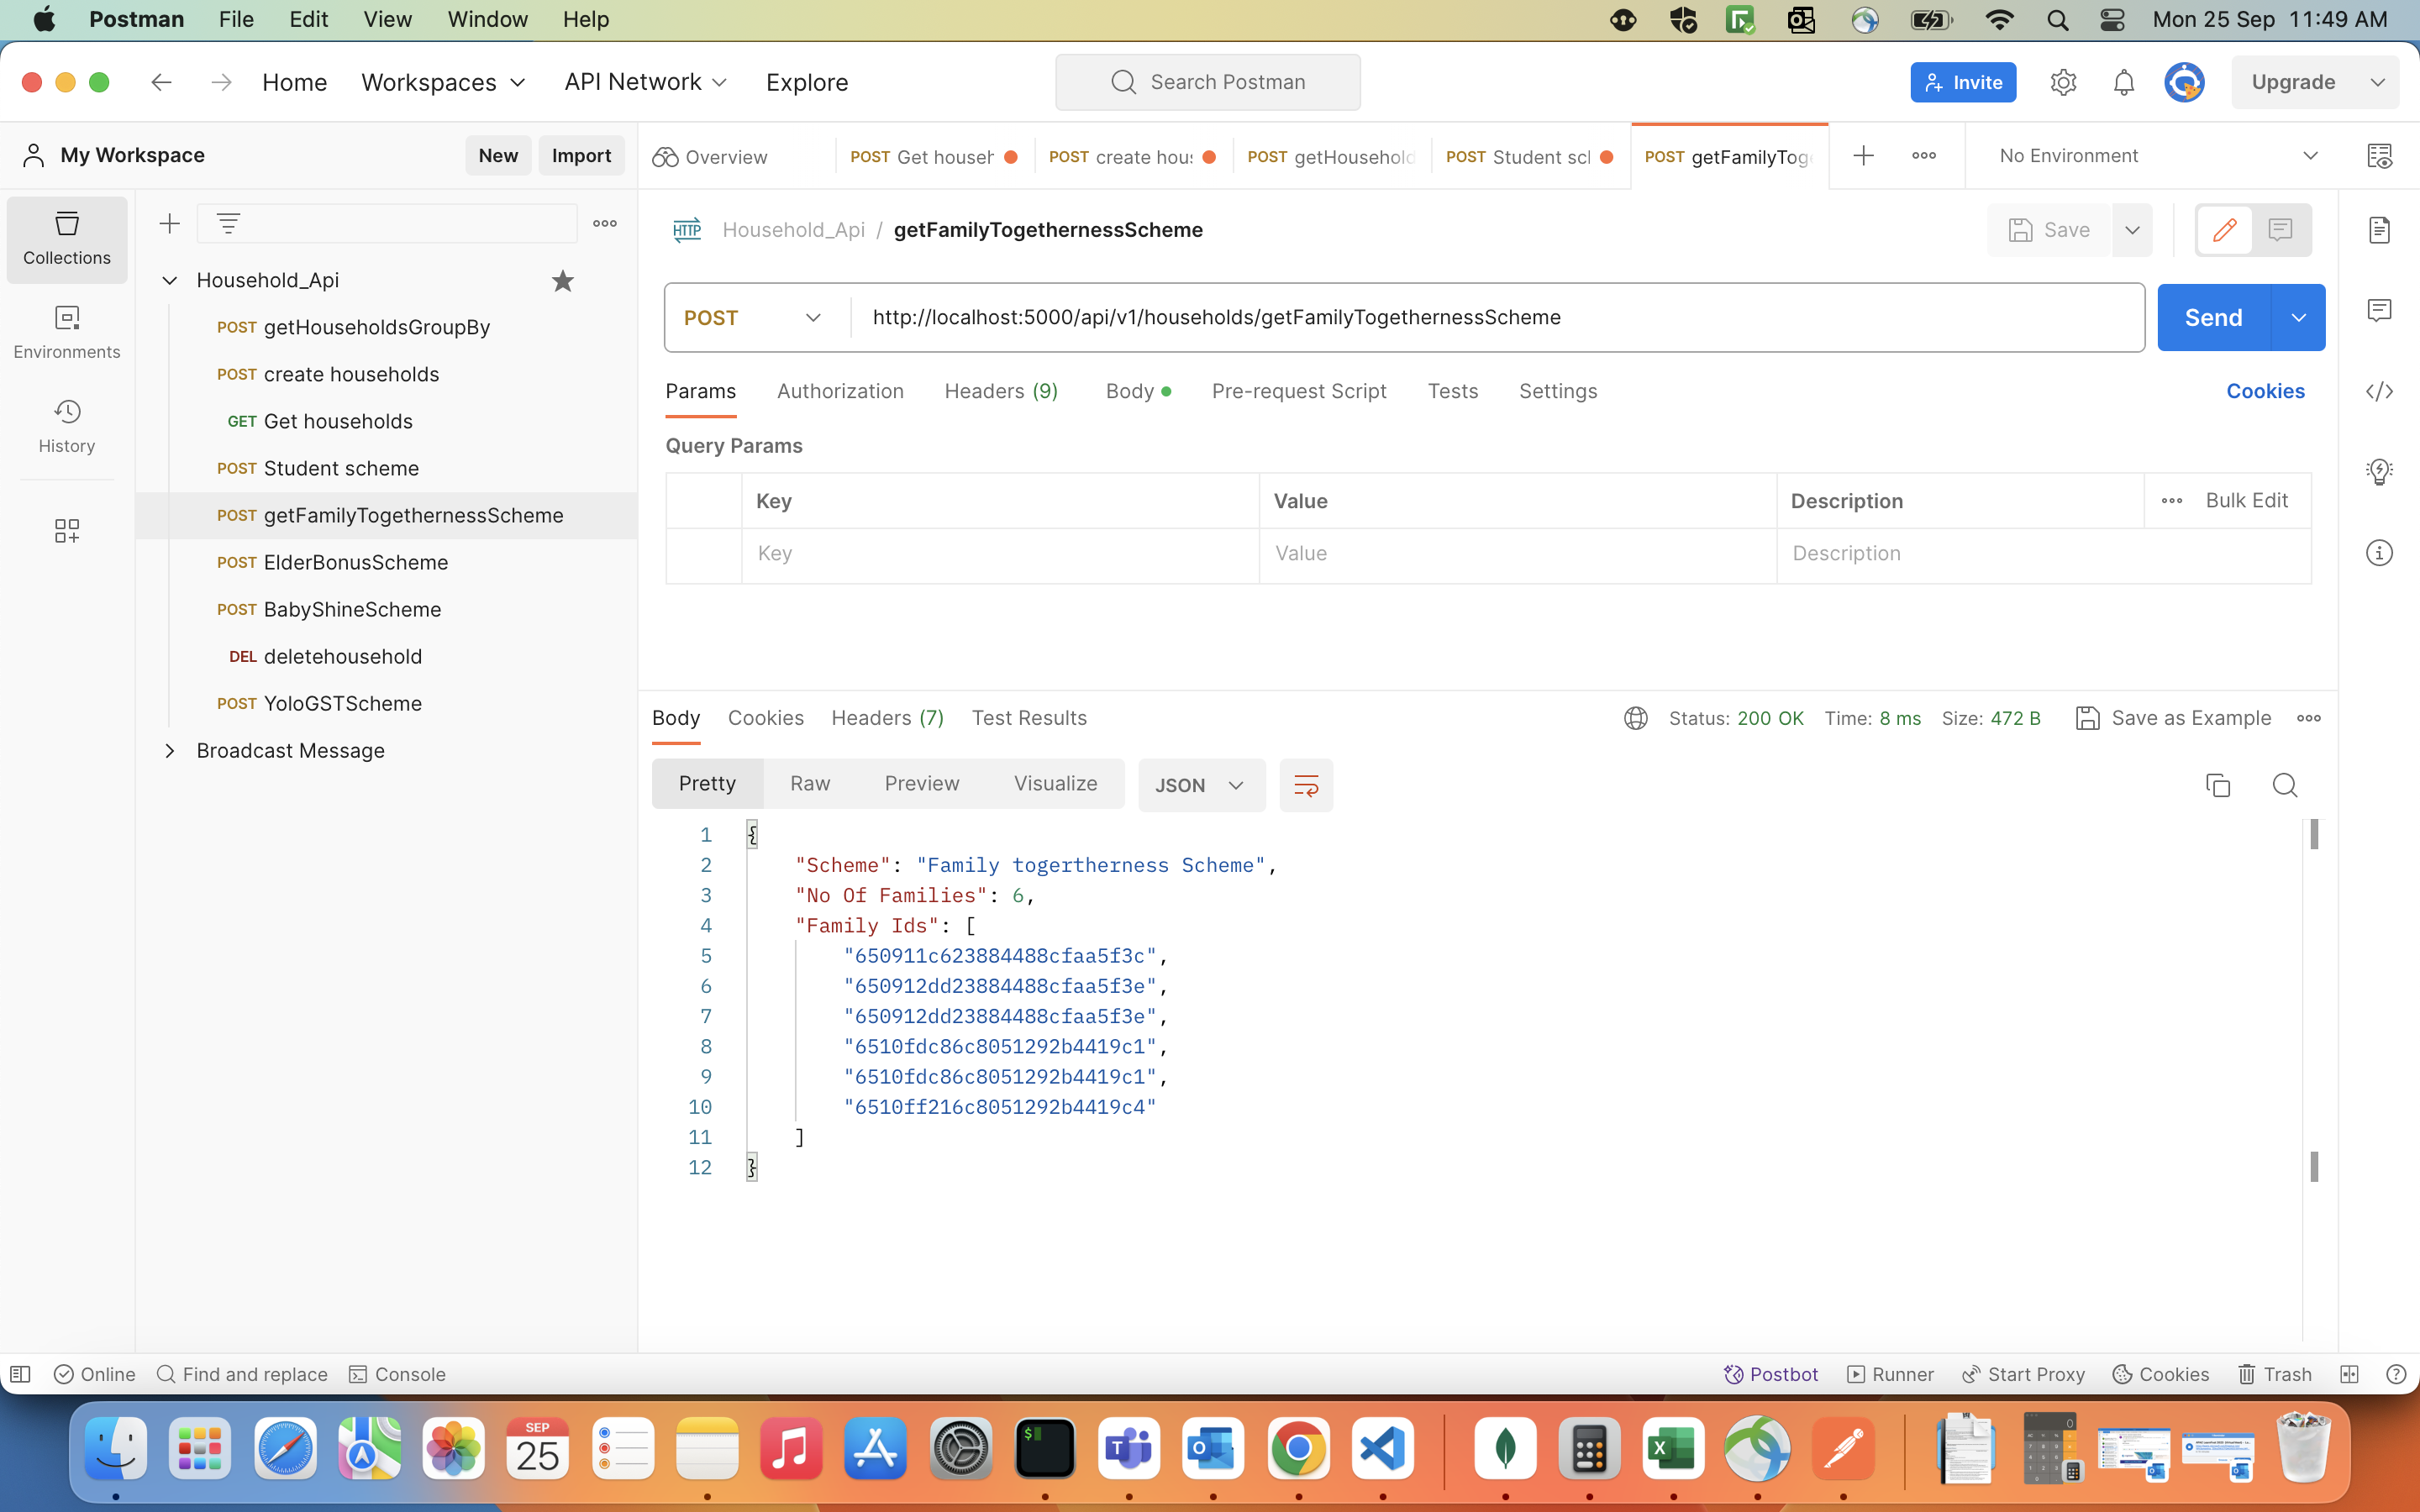 Postman File Edit View Window Help Mon 25 Sep 11:49 AM
Home Workspaces API Network Explore Search Postman Invite Upgrade
My Workspace New Import
Overview POST Get househ POST create hous POST getHousehold POST Student scl POST getFamilyToge No Environment
Collections
Environments
History
Household_Api
POST getHouseholdsGroupBy
POST create households
GET Get households
POST Student scheme
POST getFamilyTogethernessScheme
POST ElderBonusScheme
POST BabyShineScheme
DEL deletehousehold
POST YoloGSTScheme
Broadcast Message
HTTP Household_Api / getFamilyTogethernessScheme Save
POST http://localhost:5000/api/v1/households/getFamilyTogethernessScheme Send
Params Authorization Headers (9) Body Pre-request Script Tests Settings Cookies
Query Params
Key Value Description Bulk Edit
Key Value Description
Body Cookies Headers (7) Test Results Status: 200 OK Time: 8 ms Size: 472 B Save as Example
Pretty Raw Preview Visualize JSON
1 {
2 "Scheme": "Family togertherness Scheme",
3 "No Of Families": 6,
4 "Family Ids": [
5 "650911c623884488cfaa5f3c",
6 "650912dd23884488cfaa5f3e",
7 "650912dd23884488cfaa5f3e",
8 "6510fdc86c8051292b4419c1",
9 "6510fdc86c8051292b4419c1",
10 "6510ff216c8051292b4419c4"
11 ]
12 }
Online Find and replace Console Postbot Runner Start Proxy Cookies Trash
SEP
25